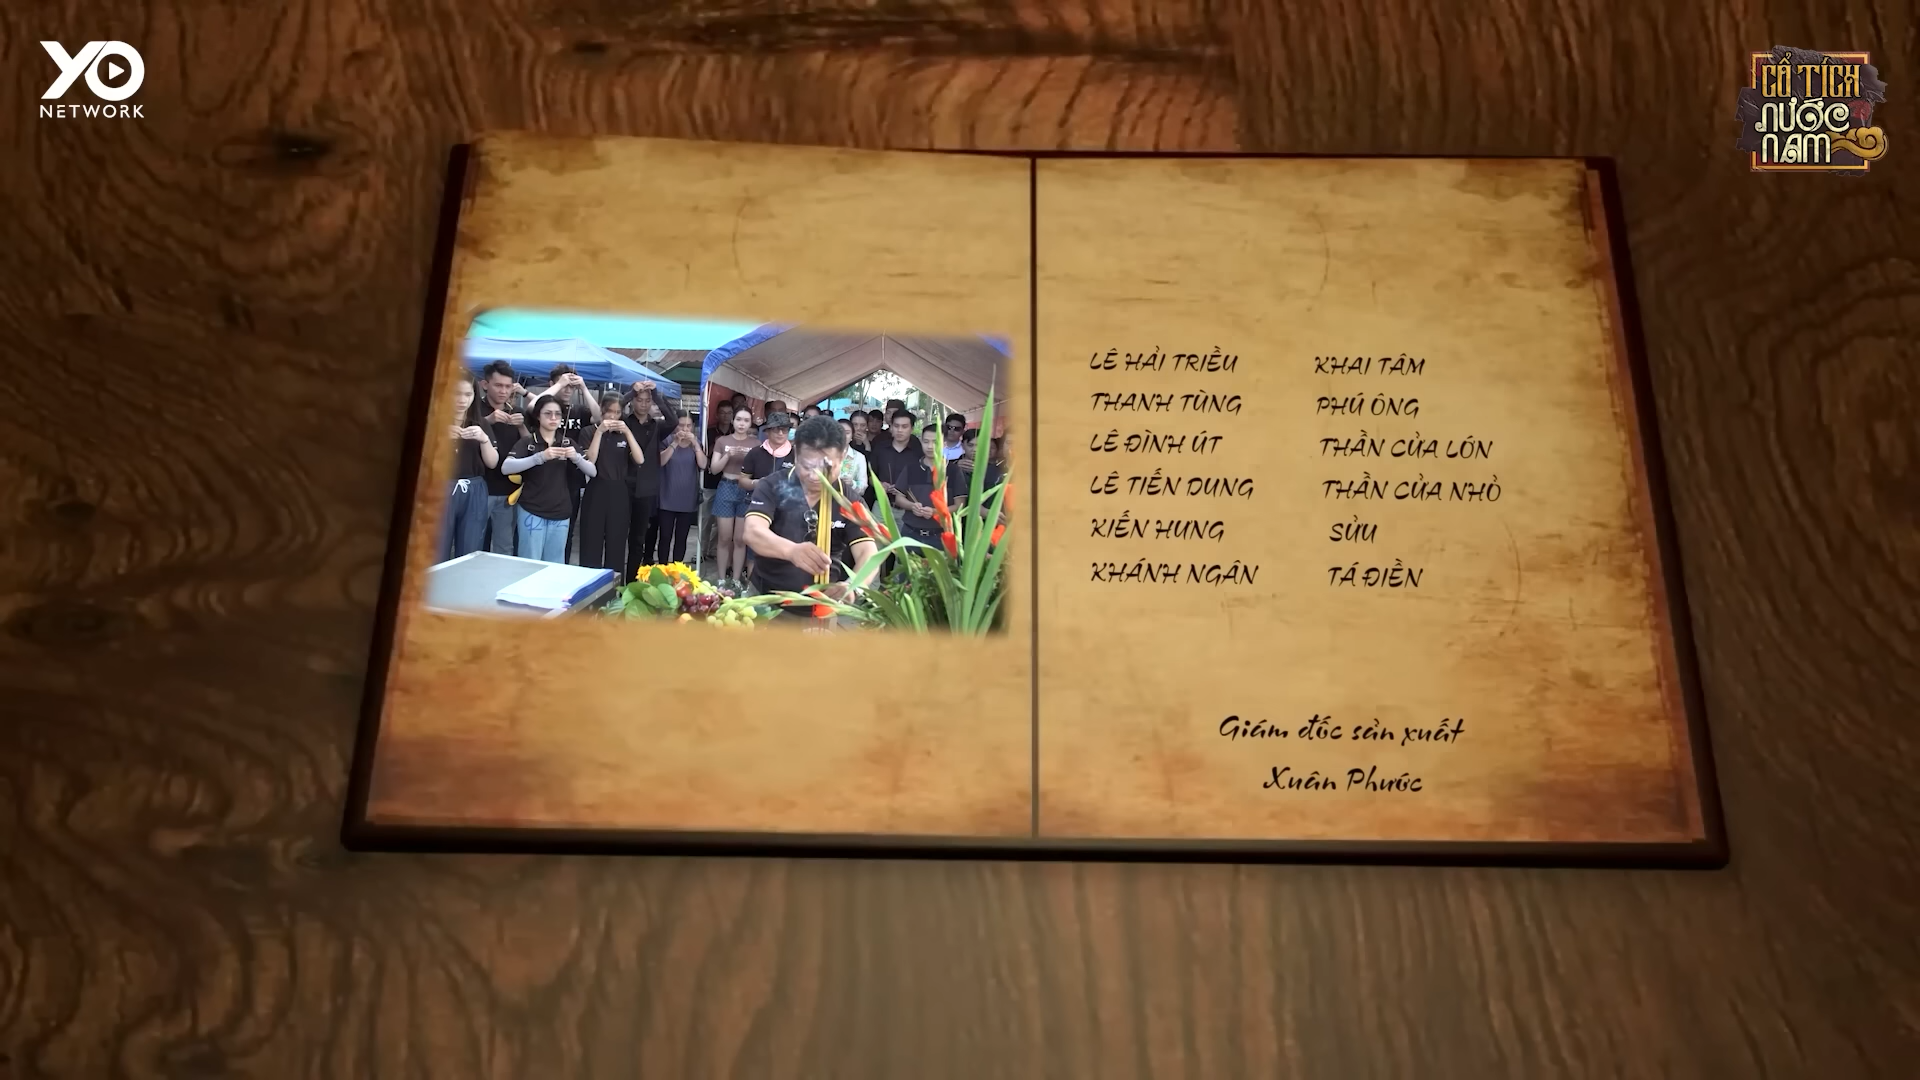 YO
NETWORK
CỔ TÍCH
NƯỚC
NAM
LÊ HẢI TRIỀU KHAI TÂM
THANH TÙNG PHÚ ÔNG
LÊ ĐÌNH ÚT THẦN CỬA LỚN
LÊ TIẾN DUNG THẦN CỦA NHỎ
KIẾN HƯNG SỬU
KHÁNH NGÂN TÁ ĐIỀN
Giám đốc sản xuất
Xuân Phước